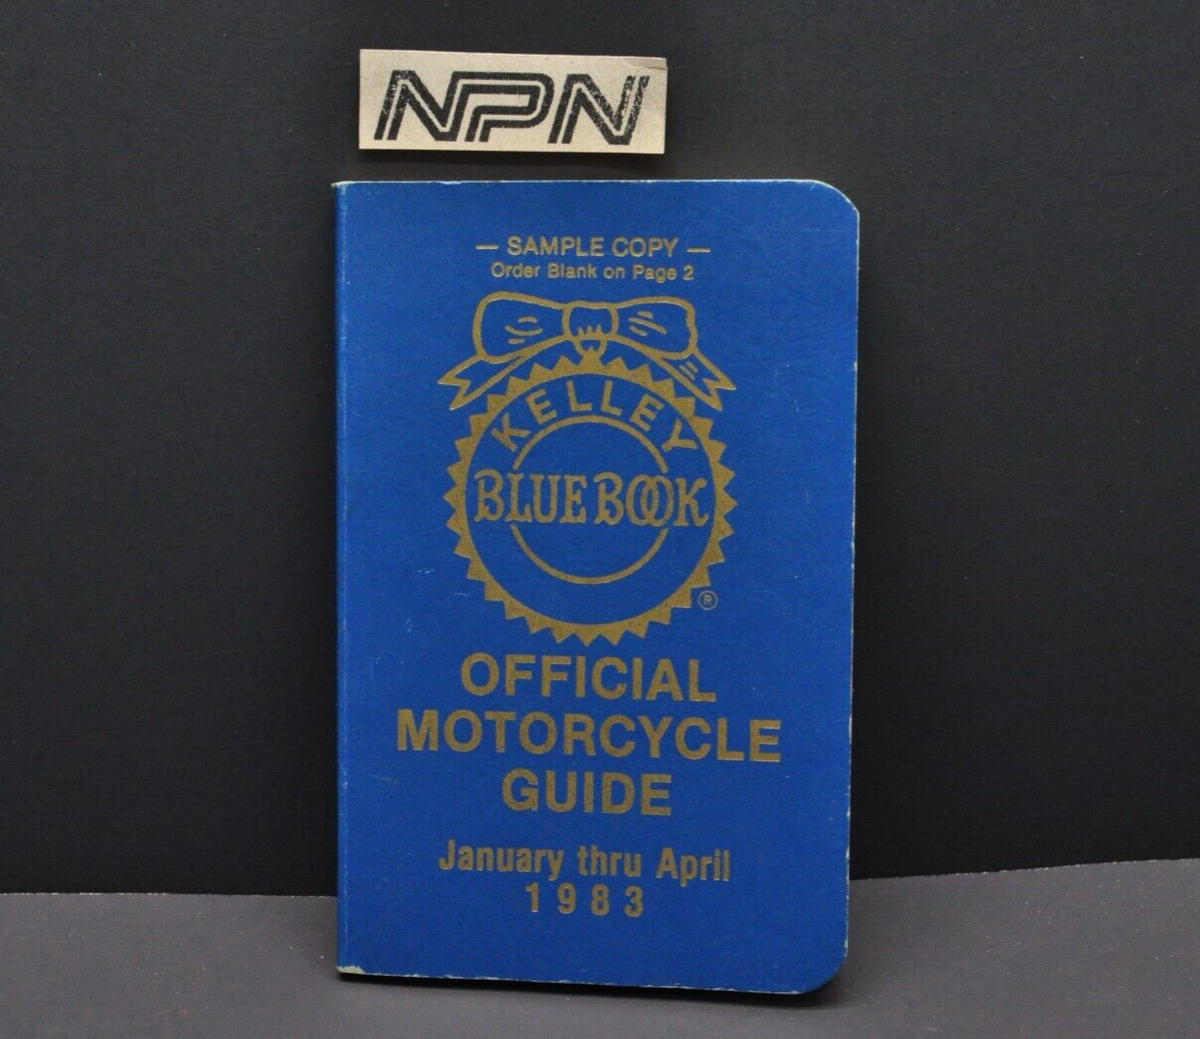 NPN
— SAMPLE COPY —
Order Blank on Page 2
KELLEY
BLUE BOOK
®
OFFICIAL
MOTORCYCLE
GUIDE
January thru April
1983